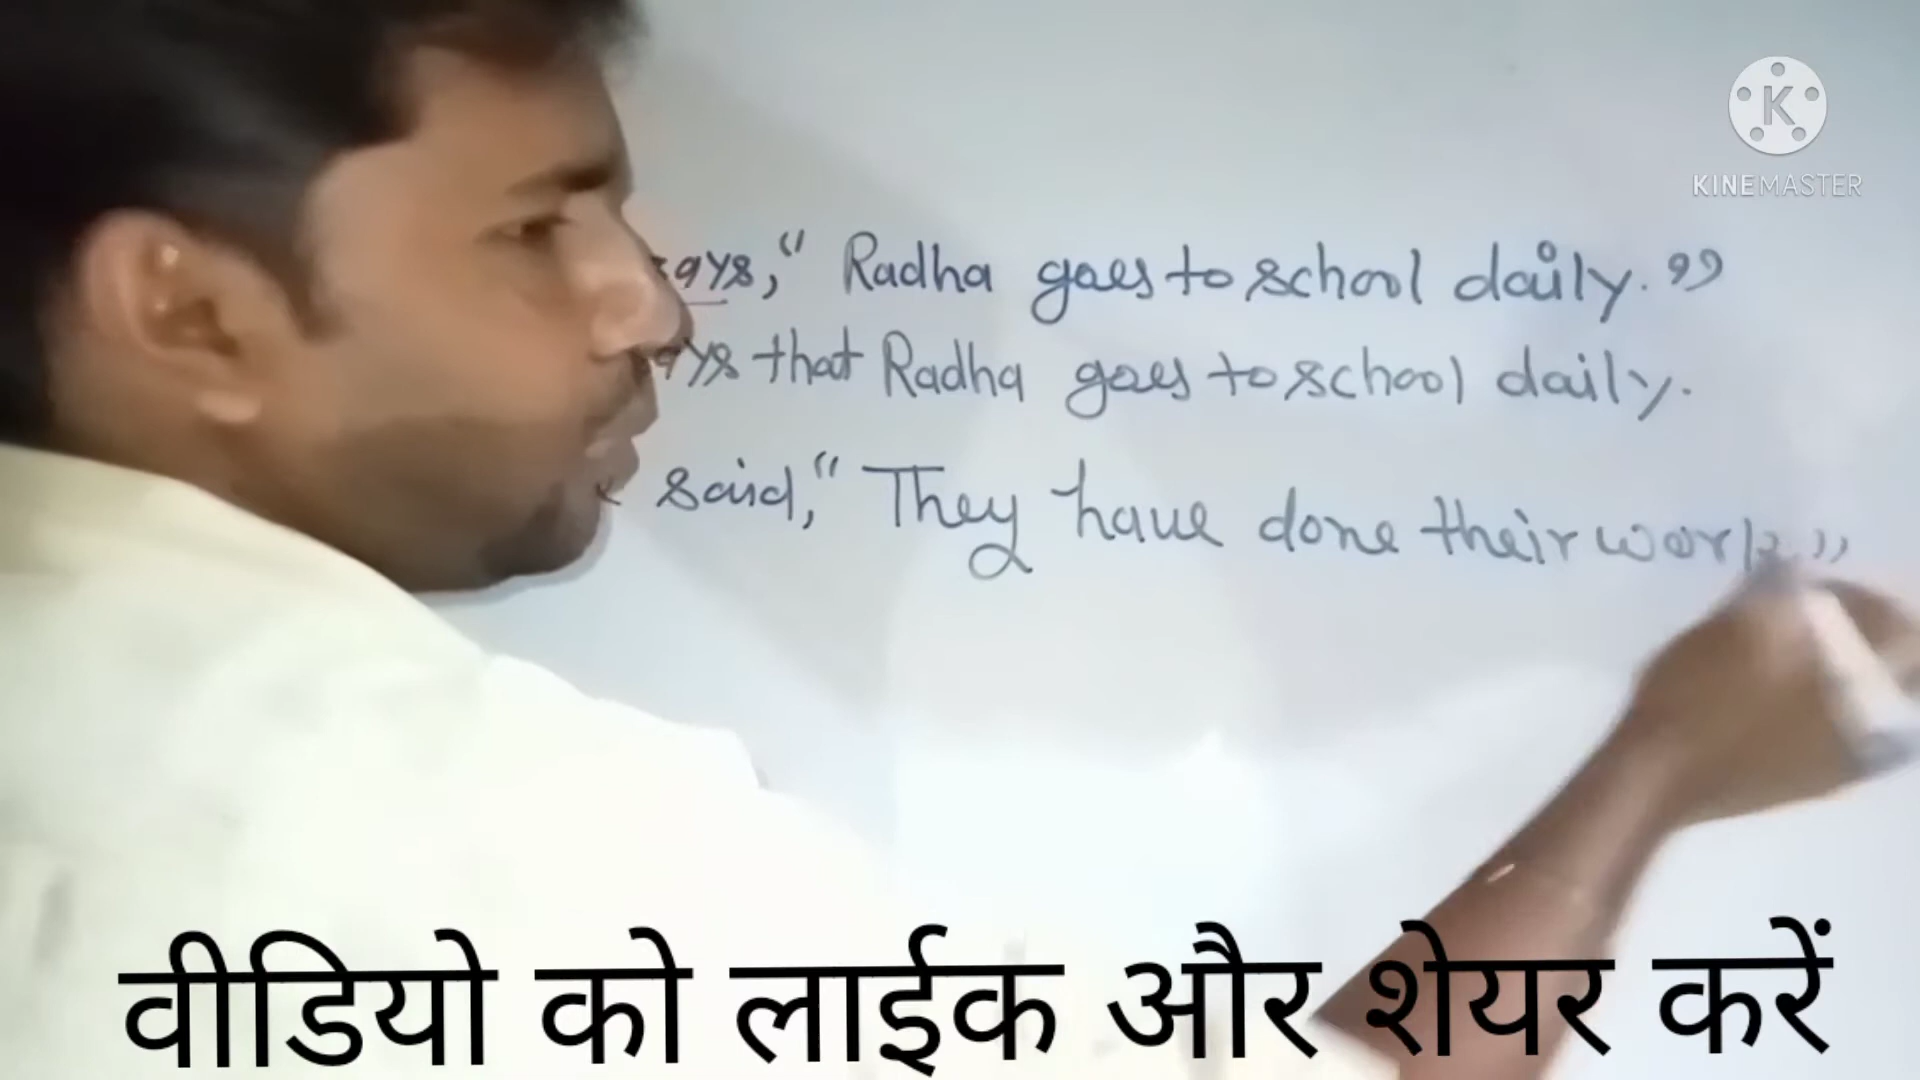 KINEMASTER
says," Radha goes to school daily."
says that Radha goes to school daily.
said," They have done their work."
वीडियो को लाईक और शेयर करें